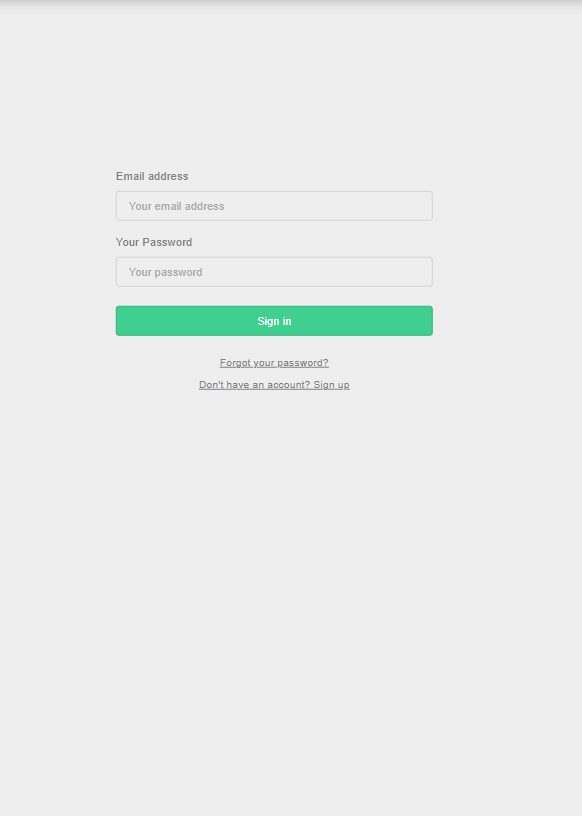 Email address
Your email address
Your Password
Your password
Sign in
Forgot your password?
Don't have an account? Sign up